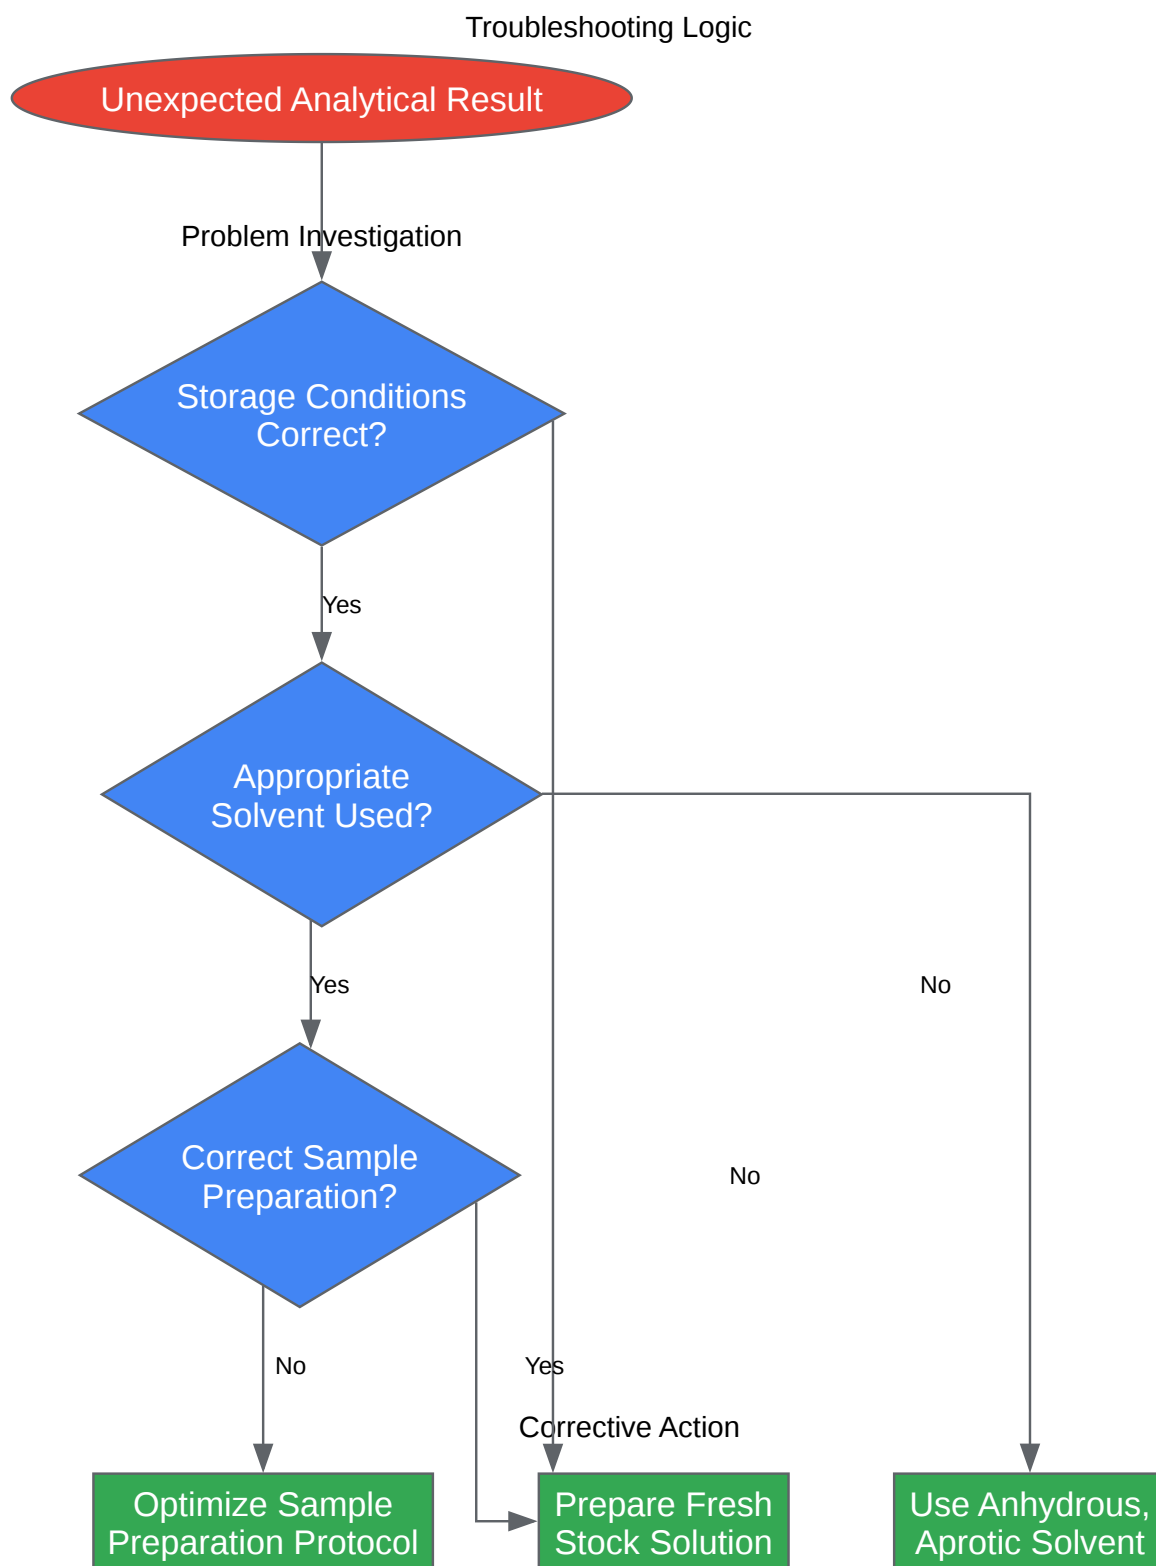 Troubleshooting Logic
Unexpected Analytical Result
Problem Investigation
Storage Conditions
Correct?
Yes
Appropriate
Solvent Used?
Yes
No
Correct Sample
Preparation?
No
No
Yes
Corrective Action
Optimize Sample
Preparation Protocol
Prepare Fresh
Stock Solution
Use Anhydrous,
Aprotic Solvent